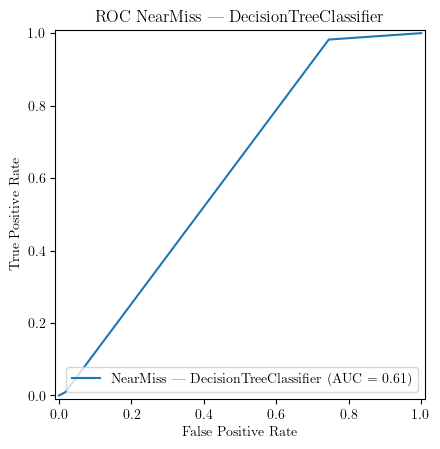 ROC NearMiss — DecisionTreeClassifier
True Positive Rate
1.0
0.8
0.6
0.4
0.2
0.0
NearMiss — DecisionTreeClassifier (AUC = 0.61)
0.0 0.2 0.4 0.6 0.8 1.0
False Positive Rate